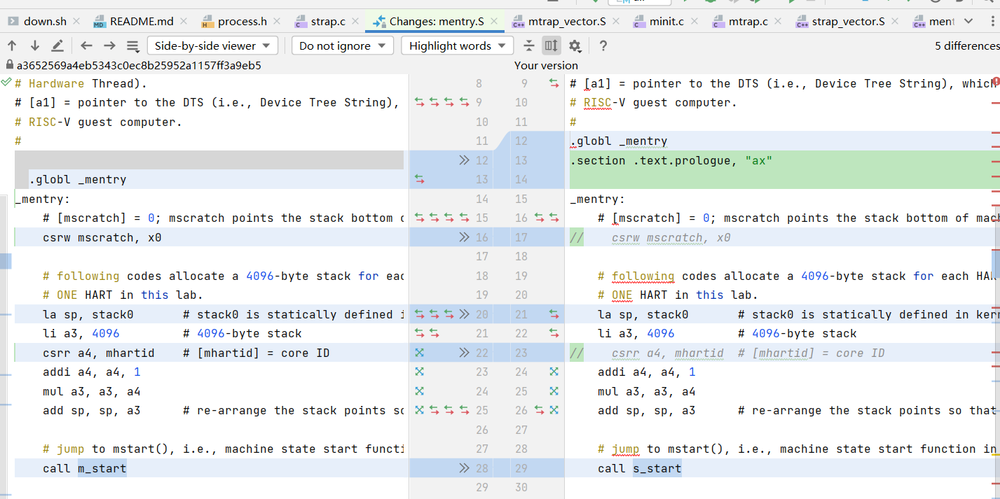 down.sh README.md process.h strap.c Changes: mentry.S mtrap_vector.S minit.c mtrap.c strap_vector.S ment
Side-by-side viewer Do not ignore Highlight words ? 5 differences
a3652569a4eb5343c0ec8b25952a1157ff3a9eb5 Your version
# Hardware Thread). 8 9 # [a1] = pointer to the DTS (i.e., Device Tree String), which
# [a1] = pointer to the DTS (i.e., Device Tree String), 9 10 # RISC-V guest computer.
# RISC-V guest computer. 10 11 #
# 11 12 .globl _mentry
12 13 .section .text.prologue, "ax"
.globl _mentry 13 14
_mentry: 14 15 _mentry:
# [mscratch] = 0; mscratch points the stack bottom o 15 16 # [mscratch] = 0; mscratch points the stack bottom of mac
csrw mscratch, x0 16 17 // csrw mscratch, x0
17 18
# following codes allocate a 4096-byte stack for eac 18 19 # following codes allocate a 4096-byte stack for each HA
# ONE HART in this lab. 19 20 # ONE HART in this lab.
la sp, stack0 # stack0 is statically defined i 20 21 la sp, stack0 # stack0 is statically defined in ker
li a3, 4096 # 4096-byte stack 21 22 li a3, 4096 # 4096-byte stack
csrr a4, mhartid # [mhartid] = core ID 22 23 // csrr a4, mhartid # [mhartid] = core ID
addi a4, a4, 1 23 24 addi a4, a4, 1
mul a3, a3, a4 24 25 mul a3, a3, a4
add sp, sp, a3 # re-arrange the stack points so 25 26 add sp, sp, a3 # re-arrange the stack points so that
26 27
# jump to mstart(), i.e., machine state start functi 27 28 # jump to mstart(), i.e., machine state start function in
call m_start 28 29 call s_start
29 30